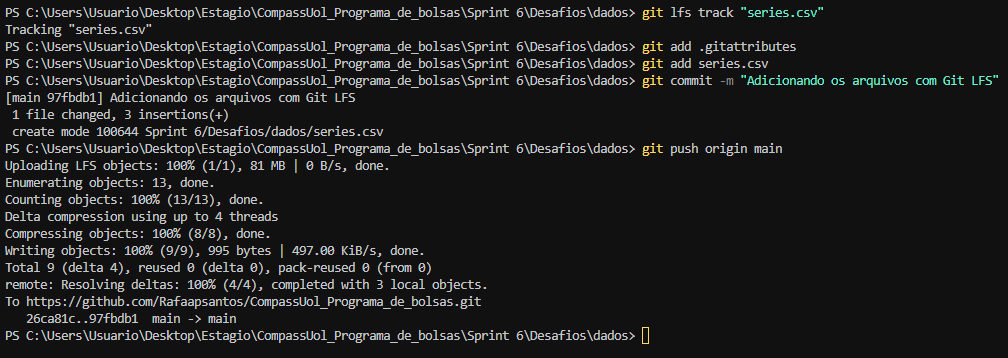 PS C:\Users\Usuario\Desktop\Estagio\CompassUol_Programa_de_bolsas\Sprint 6\Desafios\dados> git lfs track "series.csv"
Tracking "series.csv"
PS C:\Users\Usuario\Desktop\Estagio\CompassUol_Programa_de_bolsas\Sprint 6\Desafios\dados> git add .gitattributes
PS C:\Users\Usuario\Desktop\Estagio\CompassUol_Programa_de_bolsas\Sprint 6\Desafios\dados> git add series.csv
PS C:\Users\Usuario\Desktop\Estagio\CompassUol_Programa_de_bolsas\Sprint 6\Desafios\dados> git commit -m "Adicionando os arquivos com Git LFS"
[main 97fbdb1] Adicionando os arquivos com Git LFS
 1 file changed, 3 insertions(+)
 create mode 100644 Sprint 6/Desafios/dados/series.csv
PS C:\Users\Usuario\Desktop\Estagio\CompassUol_Programa_de_bolsas\Sprint 6\Desafios\dados> git push origin main
Uploading LFS objects: 100% (1/1), 81 MB | 0 B/s, done.
Enumerating objects: 13, done.
Counting objects: 100% (13/13), done.
Delta compression using up to 4 threads
Compressing objects: 100% (8/8), done.
Writing objects: 100% (9/9), 995 bytes | 497.00 KiB/s, done.
Total 9 (delta 4), reused 0 (delta 0), pack-reused 0 (from 0)
remote: Resolving deltas: 100% (4/4), completed with 3 local objects.
To https://github.com/Rafaapsantos/CompassUol_Programa_de_bolsas.git
   26ca81c..97fbdb1  main -> main
PS C:\Users\Usuario\Desktop\Estagio\CompassUol_Programa_de_bolsas\Sprint 6\Desafios\dados>